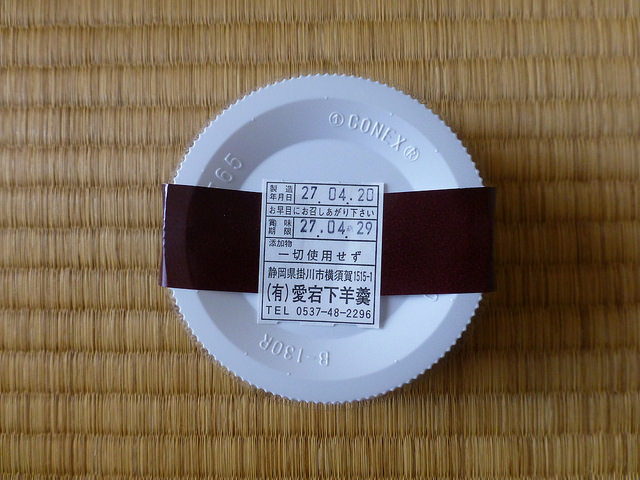 ①CONEX®
65
製造年月日 27.04.20
お早目にお召しあがり下さい
賞味期限 27.04.29
添加物
一切使用せず
静岡県掛川市横須賀1515-1
(有)愛宕下羊羹
TEL 0537-48-2296
B-130R